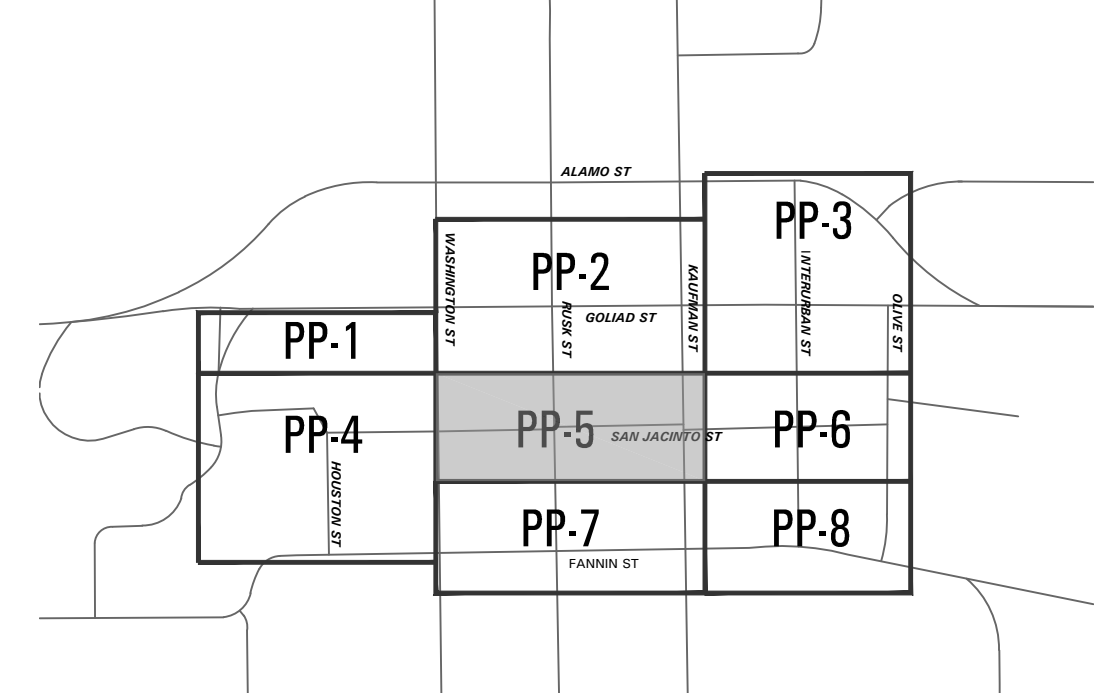 ALAMO ST
PP-3
WASHINGTON ST
PP-2
KAUFMAN ST
INTERURBAN ST
OLIVE ST
RUSK ST
GOLIAD ST
PP-1
PP-4
PP-5
SAN JACINTO ST
PP-6
HOUSTON ST
PP-7
PP-8
FANNIN ST